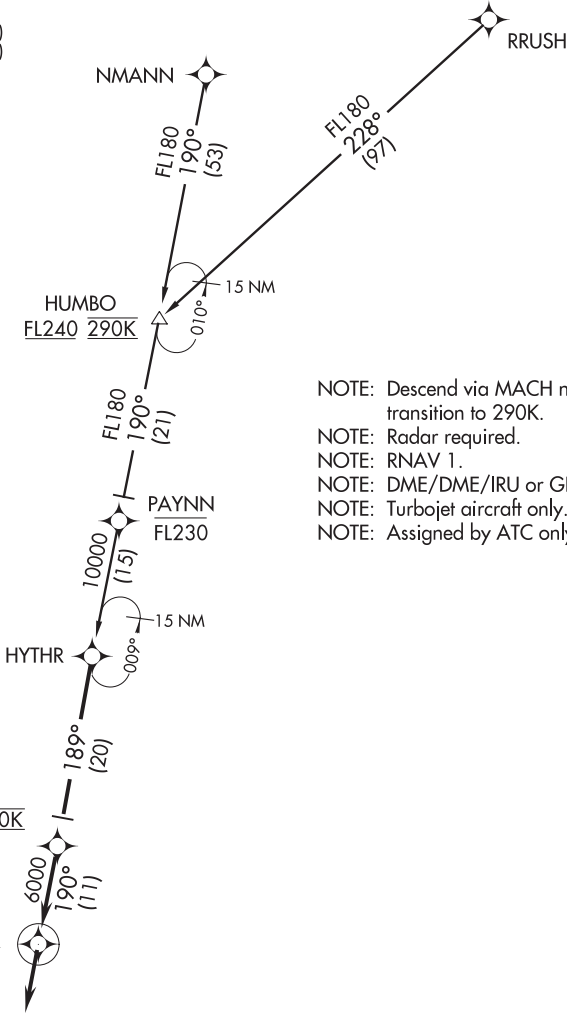 NMANN
RRUSH
FL180
190°
(53)
FL180
228°
(97)
15 NM
010°
HUMBO
FL240 290K
FL180
190°
(21)
NOTE: Descend via MACH
transition to 290K.
NOTE: Radar required.
NOTE: RNAV 1.
NOTE: DME/DME/IRU or
NOTE: Turbojet aircraft only.
NOTE: Assigned by ATC only
PAYNN
FL230
10000
(15)
15 NM
009°
HYTHR
189°
(20)
0K
6000
190°
(11)